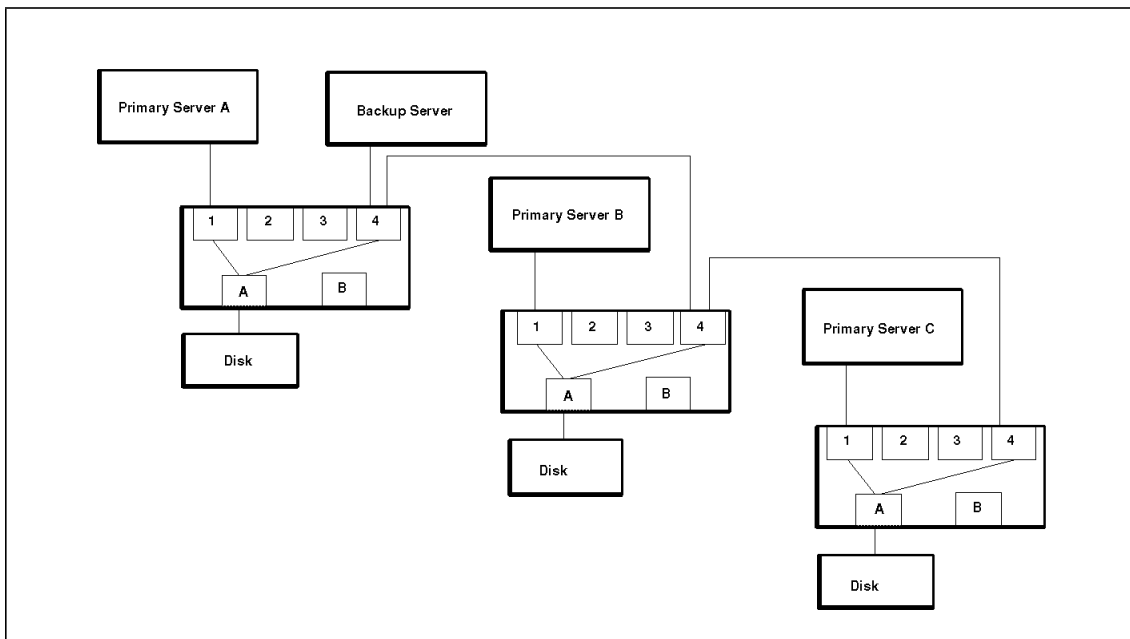 Primary Server A
Backup Server
1 2 3 4
A B
Disk
Primary Server B
1 2 3 4
A B
Disk
Primary Server C
1 2 3 4
A B
Disk